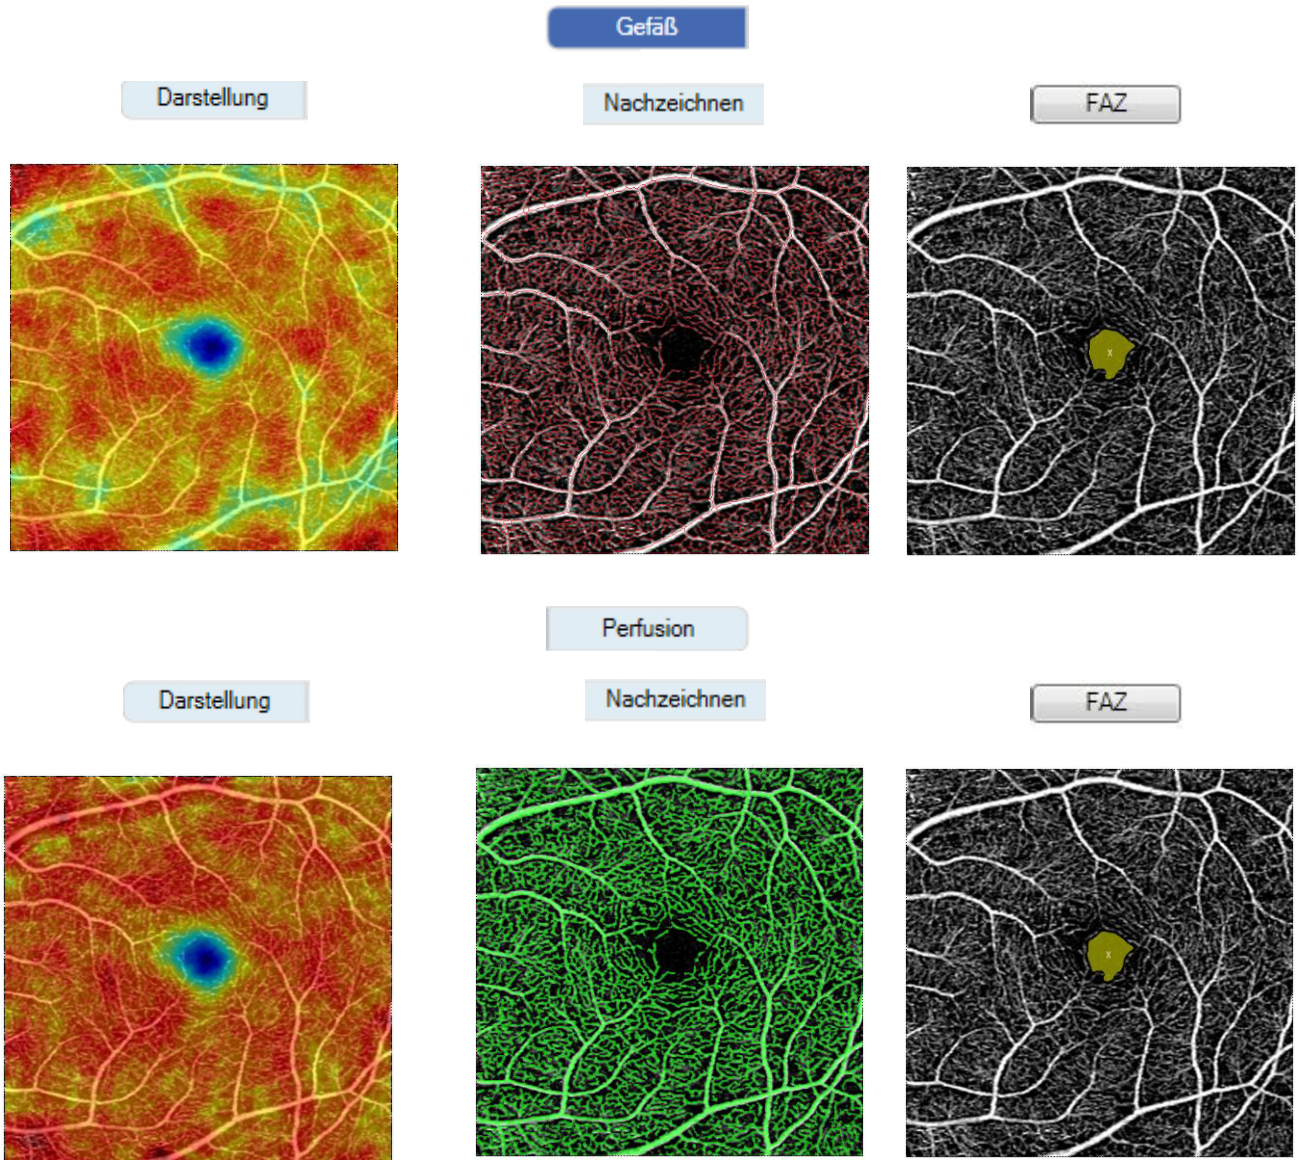 Gefäß
Darstellung
Nachzeichnen
FAZ
x
Perfusion
Darstellung
Nachzeichnen
FAZ
x